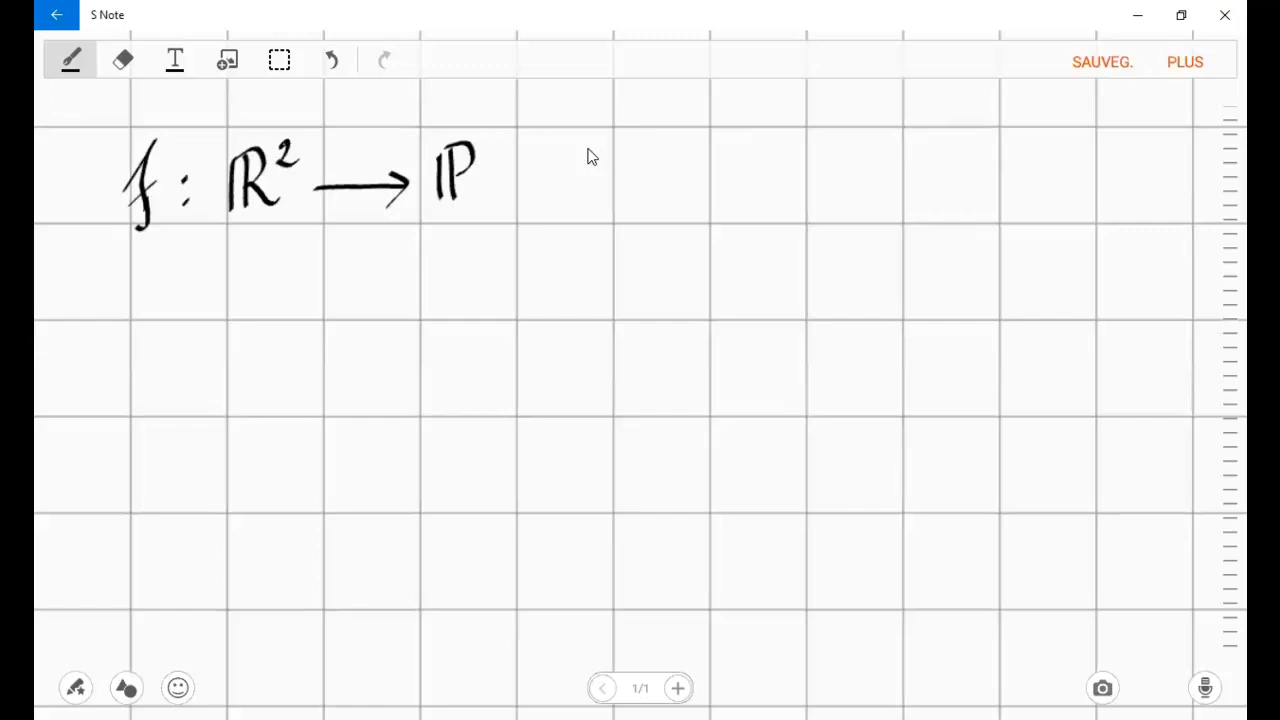 S Note
T
SAUVEG. PLUS
f : ℝ² → ℙ
1/1